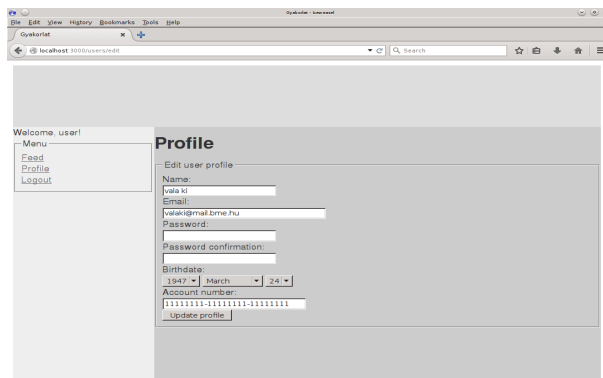 Gyakorlat - Iceweasel
File Edit View History Bookmarks Tools Help
Gyakorlat
localhost:3000/users/edit
Search
Welcome, user!
Menu
Feed
Profile
Logout
Profile
Edit user profile
Name:
vala ki
Email:
valaki@mail.bme.hu
Password:
Password confirmation:
Birthdate:
1947 March 24
Account number:
11111111-11111111-11111111
Update profile